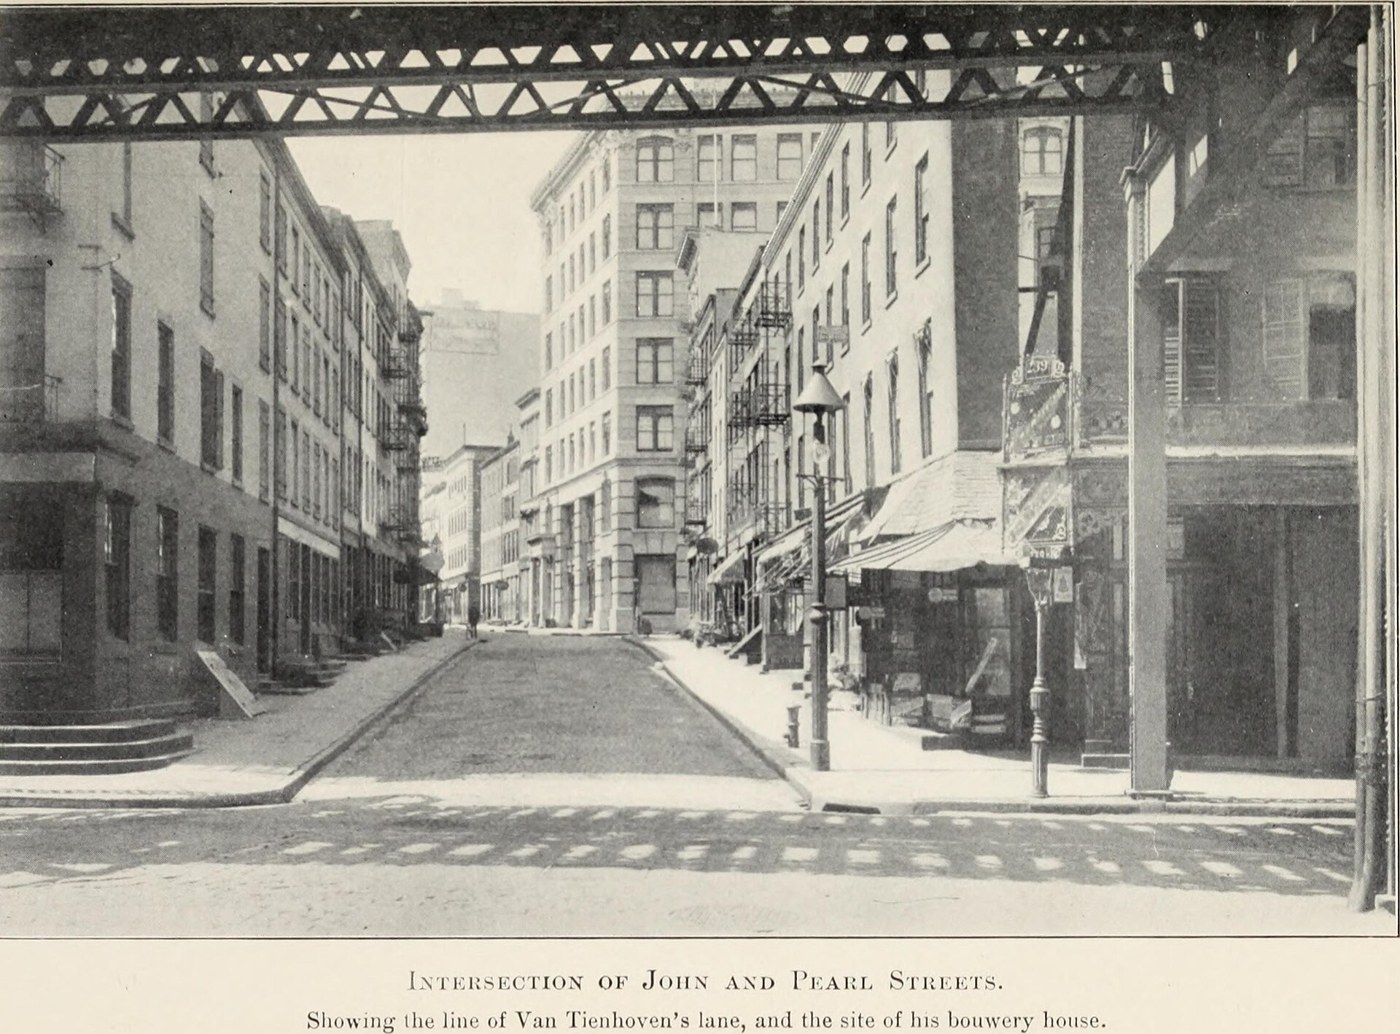 239
INTERSECTION OF JOHN AND PEARL STREETS.
Showing the line of Van Tienhoven's lane, and the site of his bouwery house.